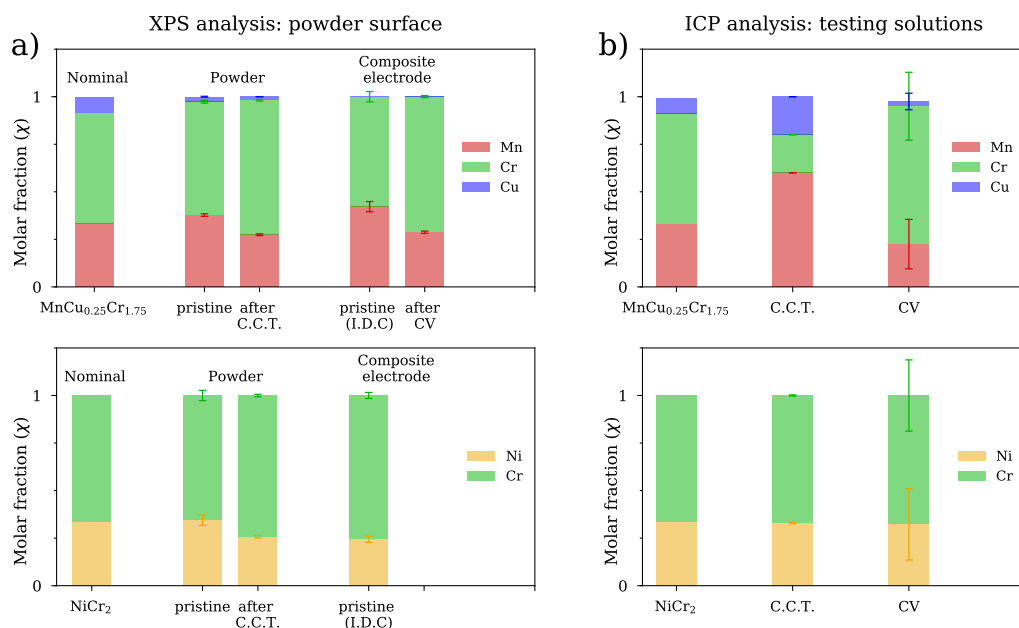 XPS analysis: powder surface
a)
Nominal
Powder
Composite
electrode
1
0
Molar fraction (χ)
Mn
Cr
Cu
MnCu₀.₂₅Cr₁.₇₅
pristine
after
C.C.T.
pristine
(I.D.C)
after
CV
ICP analysis: testing solutions
b)
1
0
Molar fraction (χ)
Mn
Cr
Cu
MnCu₀.₂₅Cr₁.₇₅
C.C.T.
CV
Nominal
Powder
Composite
electrode
1
0
Molar fraction (χ)
Ni
Cr
NiCr₂
pristine
after
C.C.T.
pristine
(I.D.C)
1
0
Molar fraction (χ)
Ni
Cr
NiCr₂
C.C.T.
CV